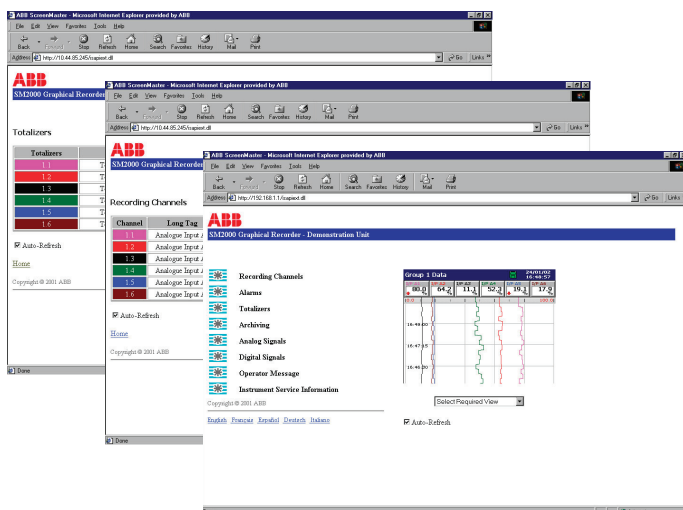 ABB ScreenMaster - Microsoft Internet Explorer provided by ABB
File Edit View Favorites Tools Help
Back Forward Stop Refresh Home Search Favorites History Mail Print
Address http://10.44.85.245/isapiext.dll Go Links »
ABB
SM2000 Graphical Recorder
Totalizers
Totalizers
1.1
1.2
1.3
1.4
1.5
1.6
Auto-Refresh
Home
Copyright © 2001 ABB
Done
ABB ScreenMaster - Microsoft Internet Explorer provided by ABB
File Edit View Favorites Tools Help
Back Forward Stop Refresh Home Search Favorites History Mail Print
Address http://10.44.85.245/isapiext.dll Go Links »
ABB
SM2000 Graphical Recorder
Recording Channels
Channel Long Tag
1.1 Analogue Input
1.2 Analogue Input
1.3 Analogue Input
1.4 Analogue Input
1.5 Analogue Input
1.6 Analogue Input
Auto-Refresh
Home
Copyright © 2001 ABB
Done
ABB ScreenMaster - Microsoft Internet Explorer provided by ABB
File Edit View Favorites Tools Help
Back Forward Stop Refresh Home Search Favorites History Mail Print
Address http://192.168.1.1/isapiext.dll Go Links
ABB
SM2000 Graphical Recorder - Demonstration Unit
Recording Channels
Alarms
Totalizers
Archiving
Analog Signals
Digital Signals
Operator Message
Instrument Service Information
Copyright © 2001 ABB
English Français Español Deutsch Italiano
Group 1 Data 24/01/02
16:48:57
80.0 % 64.2 % 11.1 % 52.3 % 19.1 % 17.9 %
100.0
16:48:00
16:47:15
16:46:30
Select Required View
Auto-Refresh